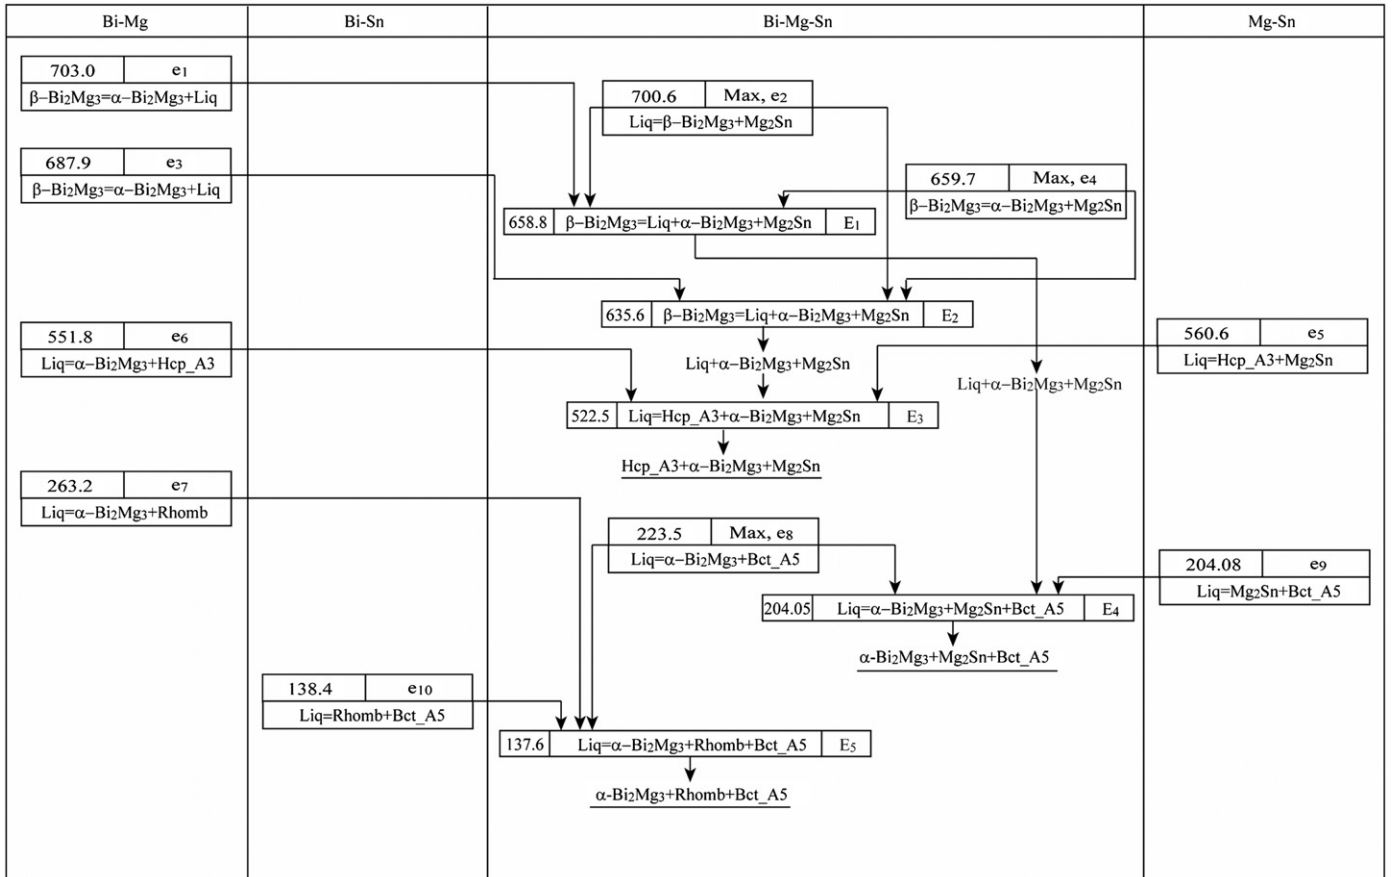 Bi-Mg Bi-Sn Bi-Mg-Sn Mg-Sn
703.0 e1
β−Bi2Mg3=α−Bi2Mg3+Liq
700.6 Max, e2
Liq=β−Bi2Mg3+Mg2Sn
687.9 e3
β−Bi2Mg3=α−Bi2Mg3+Liq
659.7 Max, e4
β−Bi2Mg3=α−Bi2Mg3+Mg2Sn
658.8 β−Bi2Mg3=Liq+α−Bi2Mg3+Mg2Sn E1
635.6 β−Bi2Mg3=Liq+α−Bi2Mg3+Mg2Sn E2
551.8 e6
Liq=α−Bi2Mg3+Hcp_A3
560.6 e5
Liq=Hcp_A3+Mg2Sn
Liq+α−Bi2Mg3+Mg2Sn
Liq+α−Bi2Mg3+Mg2Sn
522.5 Liq=Hcp_A3+α−Bi2Mg3+Mg2Sn E3
Hcp_A3+α−Bi2Mg3+Mg2Sn
263.2 e7
Liq=α−Bi2Mg3+Rhomb
223.5 Max, e8
Liq=α−Bi2Mg3+Bct_A5
204.08 e9
Liq=Mg2Sn+Bct_A5
204.05 Liq=α−Bi2Mg3+Mg2Sn+Bct_A5 E4
α-Bi2Mg3+Mg2Sn+Bct_A5
138.4 e10
Liq=Rhomb+Bct_A5
137.6 Liq=α−Bi2Mg3+Rhomb+Bct_A5 E5
α-Bi2Mg3+Rhomb+Bct_A5